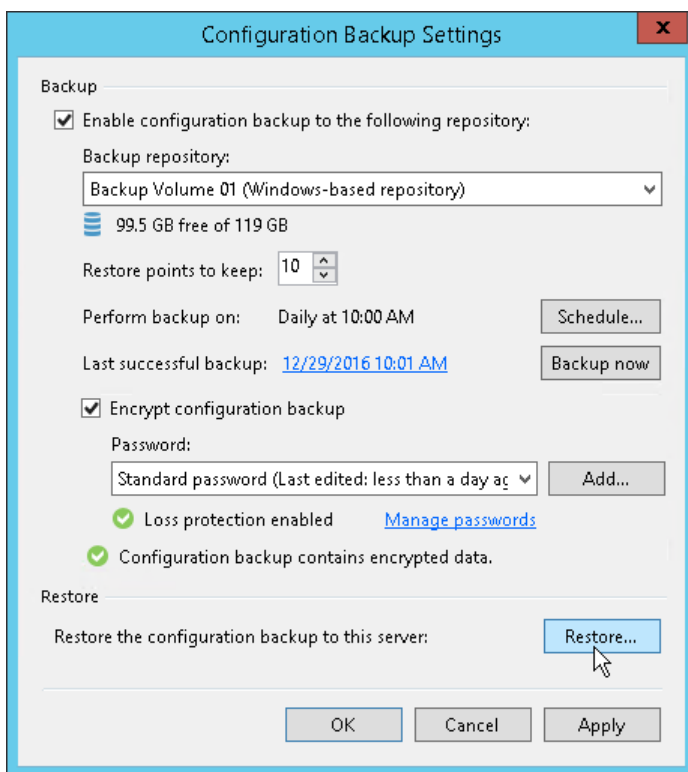 Configuration Backup Settings
x
Backup
Enable configuration backup to the following repository:
Backup repository:
Backup Volume 01 (Windows-based repository)
99.5 GB free of 119 GB
Restore points to keep: 10
Perform backup on: Daily at 10:00 AM Schedule...
Last successful backup: 12/29/2016 10:01 AM Backup now
Encrypt configuration backup
Password:
Standard password (Last edited: less than a day ag Add...
Loss protection enabled Manage passwords
Configuration backup contains encrypted data.
Restore
Restore the configuration backup to this server: Restore...
OK Cancel Apply